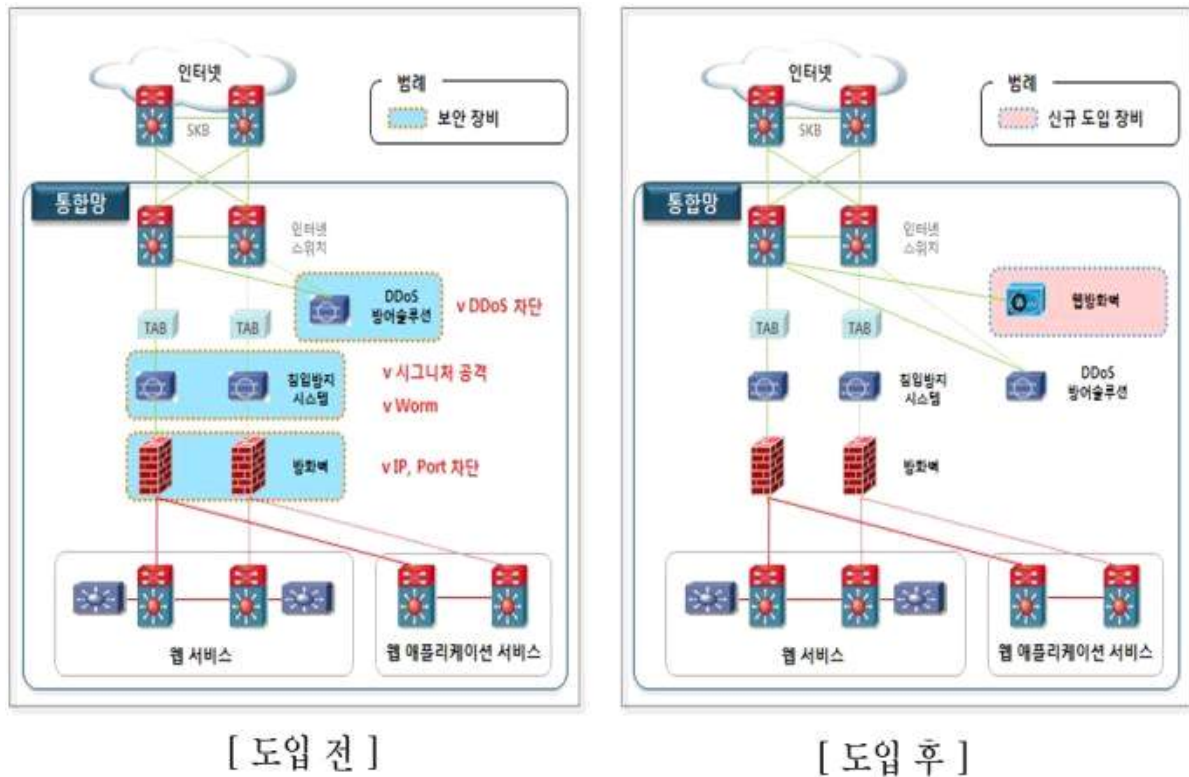 인터넷
범례
SKB
보안 장비
통합망
인터넷
스위치
DDoS
방어솔루션
v DDoS 차단
TAB
TAB
침입방지
시스템
v 시그니처 공격
v Worm
방화벽
v IP, Port 차단
웹 서비스
웹 애플리케이션 서비스
[ 도입 전 ]
인터넷
범례
SKB
신규 도입 장비
통합망
인터넷
스위치
웹방화벽
TAB
TAB
침입방지
시스템
DDoS
방어솔루션
방화벽
웹 서비스
웹 애플리케이션 서비스
[ 도입 후 ]